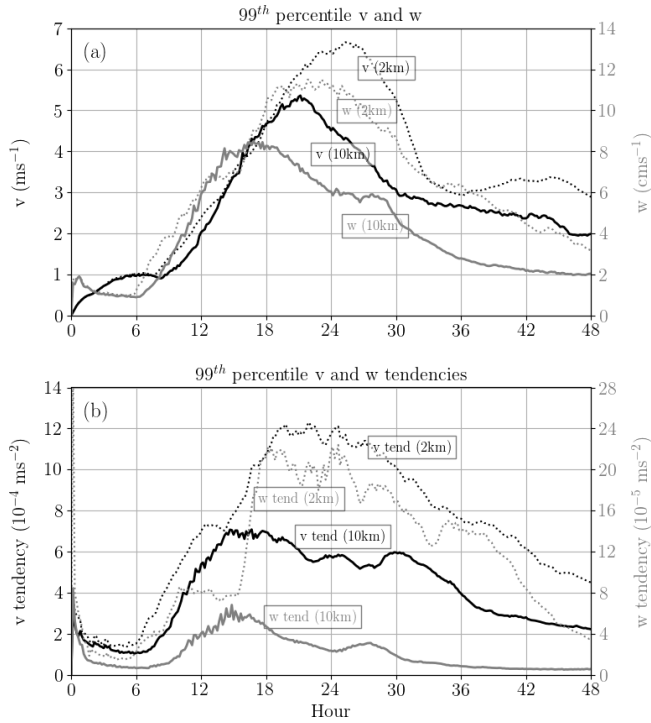 99th percentile v and w
(a)
v (2km)
w (2km)
v (10km)
w (10km)
v (ms−1)
w (cms−1)
0 1 2 3 4 5 6 7
0 2 4 6 8 10 12 14
0 6 12 18 24 30 36 42 48
99th percentile v and w tendencies
(b)
v tend (2km)
w tend (2km)
v tend (10km)
w tend (10km)
v tendency (10−4 ms−2)
w tendency (10−5 ms−2)
0 2 4 6 8 10 12 14
0 4 8 12 16 20 24 28
0 6 12 18 24 30 36 42 48
Hour